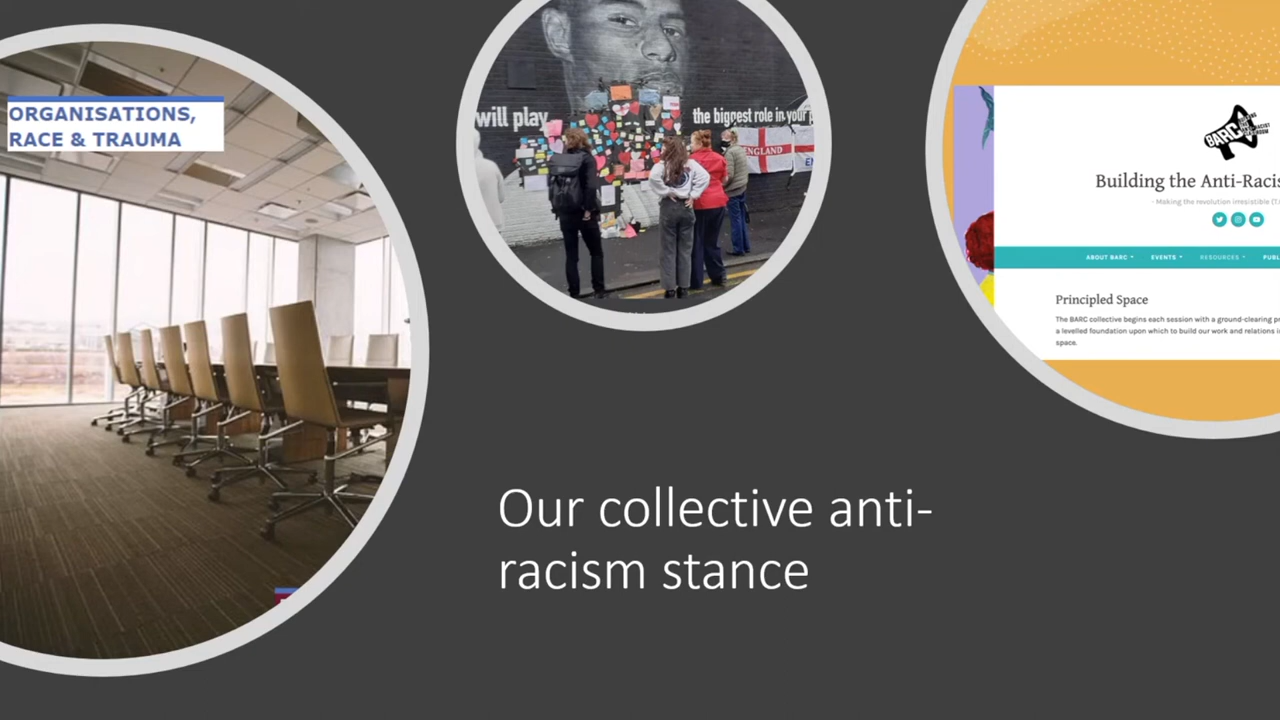 ORGANISATIONS,
RACE & TRAUMA
will play
the biggest role in your
ENGLAND
BARC
Building the Anti-Racis
- Making the revolution irresistible (T.
ABOUT BARC
EVENTS
RESOURCES
PUBL
Principled Space
The BARC collective begins each session with a ground-clearing pr
a levelled foundation upon which to build our work and relations i
space.
Our collective anti-
racism stance